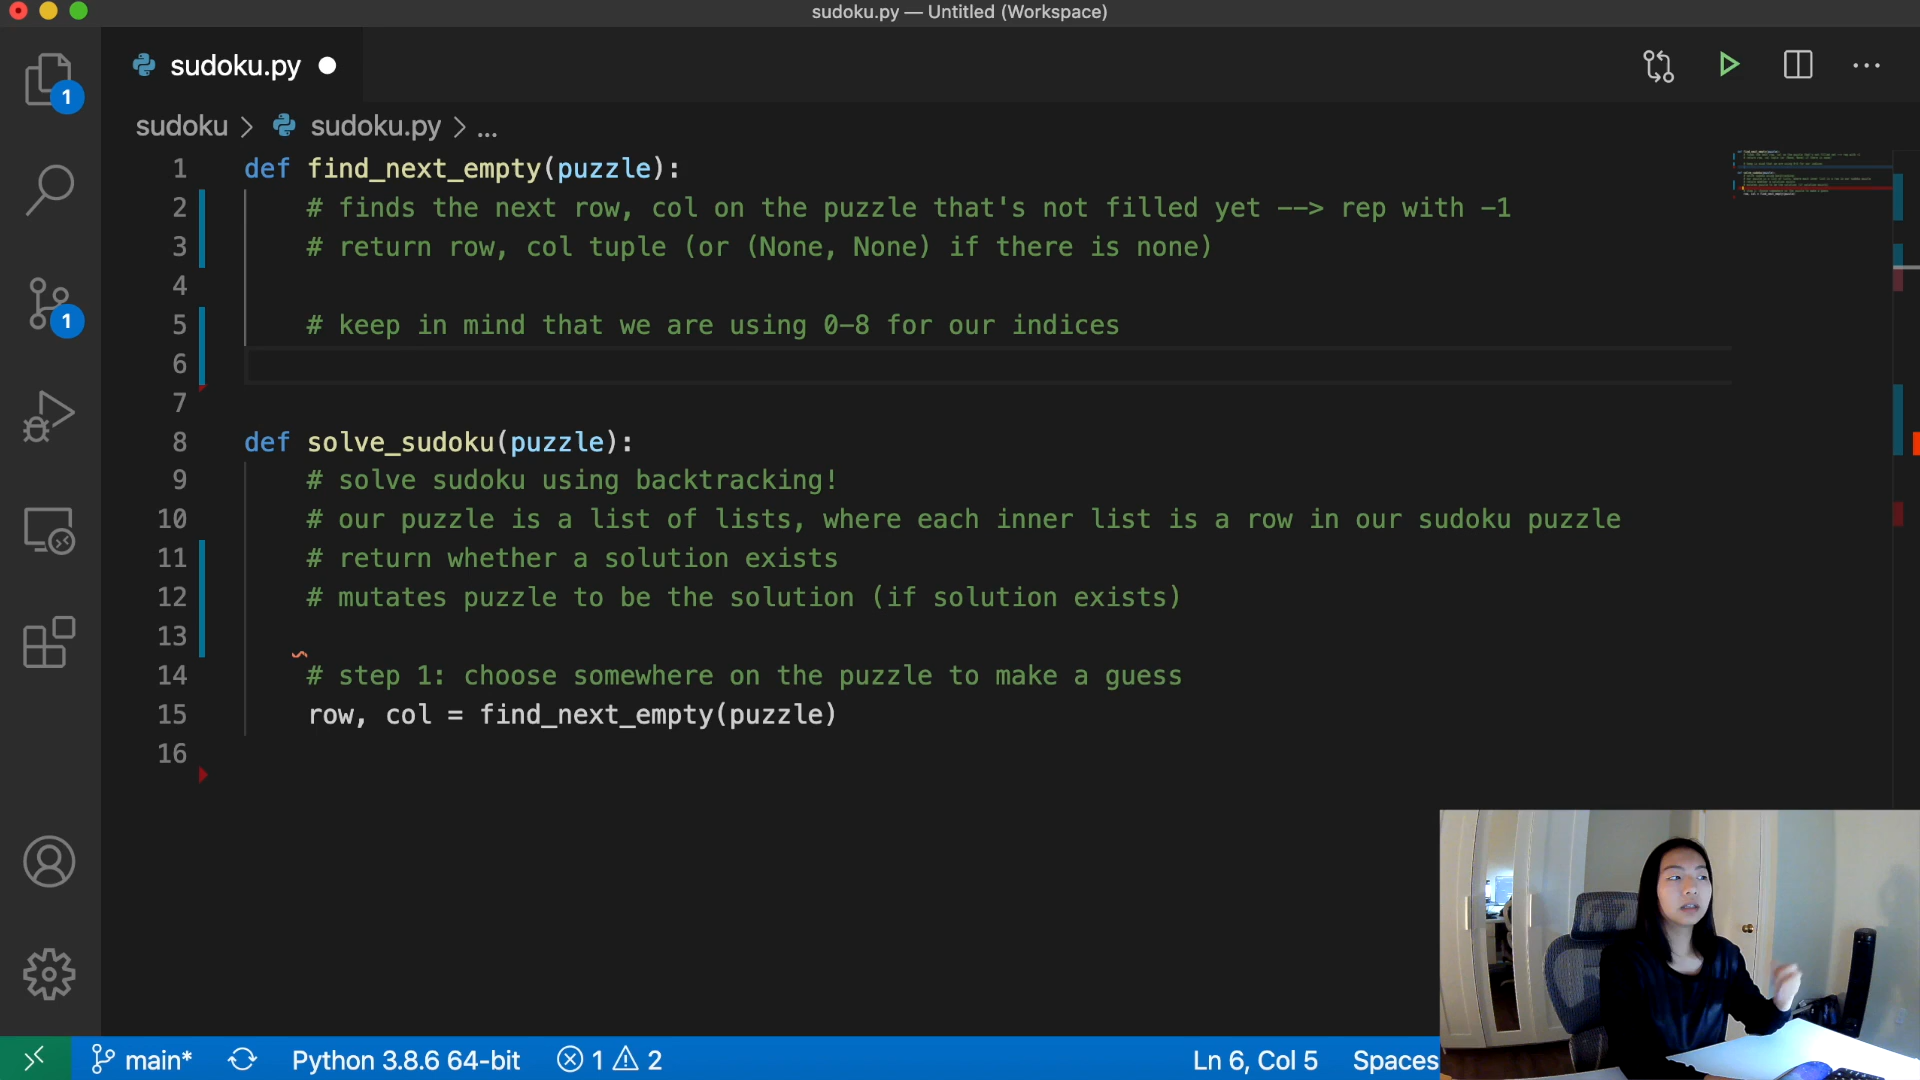 sudoku.py — Untitled (Workspace)
1
sudoku.py
sudoku > sudoku.py > ...
1 def find_next_empty(puzzle):
2 # finds the next row, col on the puzzle that's not filled yet --> rep with -1
3 # return row, col tuple (or (None, None) if there is none)
4
5 # keep in mind that we are using 0-8 for our indices
6
7
8 def solve_sudoku(puzzle):
9 # solve sudoku using backtracking!
10 # our puzzle is a list of lists, where each inner list is a row in our sudoku puzzle
11 # return whether a solution exists
12 # mutates puzzle to be the solution (if solution exists)
13
14 # step 1: choose somewhere on the puzzle to make a guess
15 row, col = find_next_empty(puzzle)
16
1
main* Python 3.8.6 64-bit 1 2 Ln 6, Col 5 Spaces